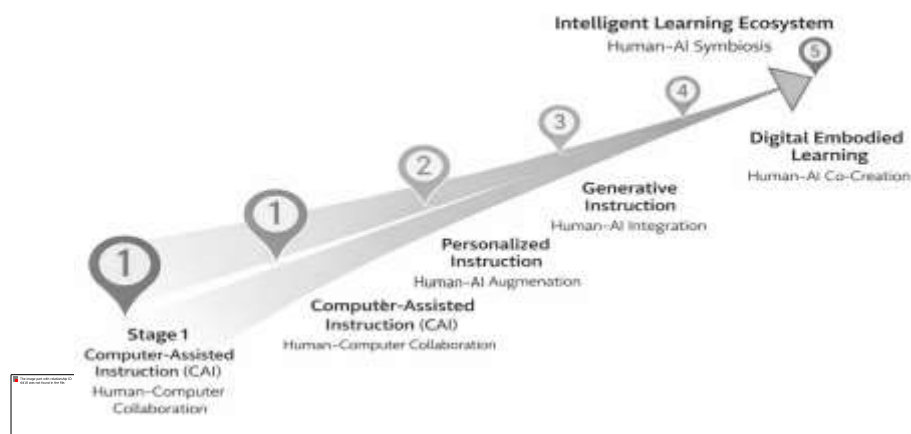 Intelligent Learning Ecosystem
Human-AI Symbiosis
5
4
3
2
1
1
Digital Embodied
Learning
Human-AI Co-Creation
Generative
Instruction
Human-AI Integration
Personalized
Instruction
Human-AI Augmenation
Computer-Assisted
Instruction (CAI)
Human-Computer Collaboration
Stage 1
Computer-Assisted
Instruction (CAI)
Human-Computer
Collaboration